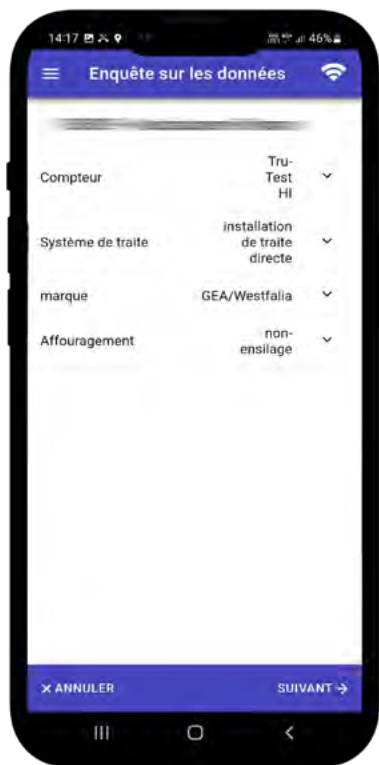 14:17 46%
Enquête sur les données
Compteur
Tru-
Test
HI
Système de traite
installation
de traite
directe
marque
GEA/Westfalia
Affouragement
non-
ensilage
× ANNULER
SUIVANT →